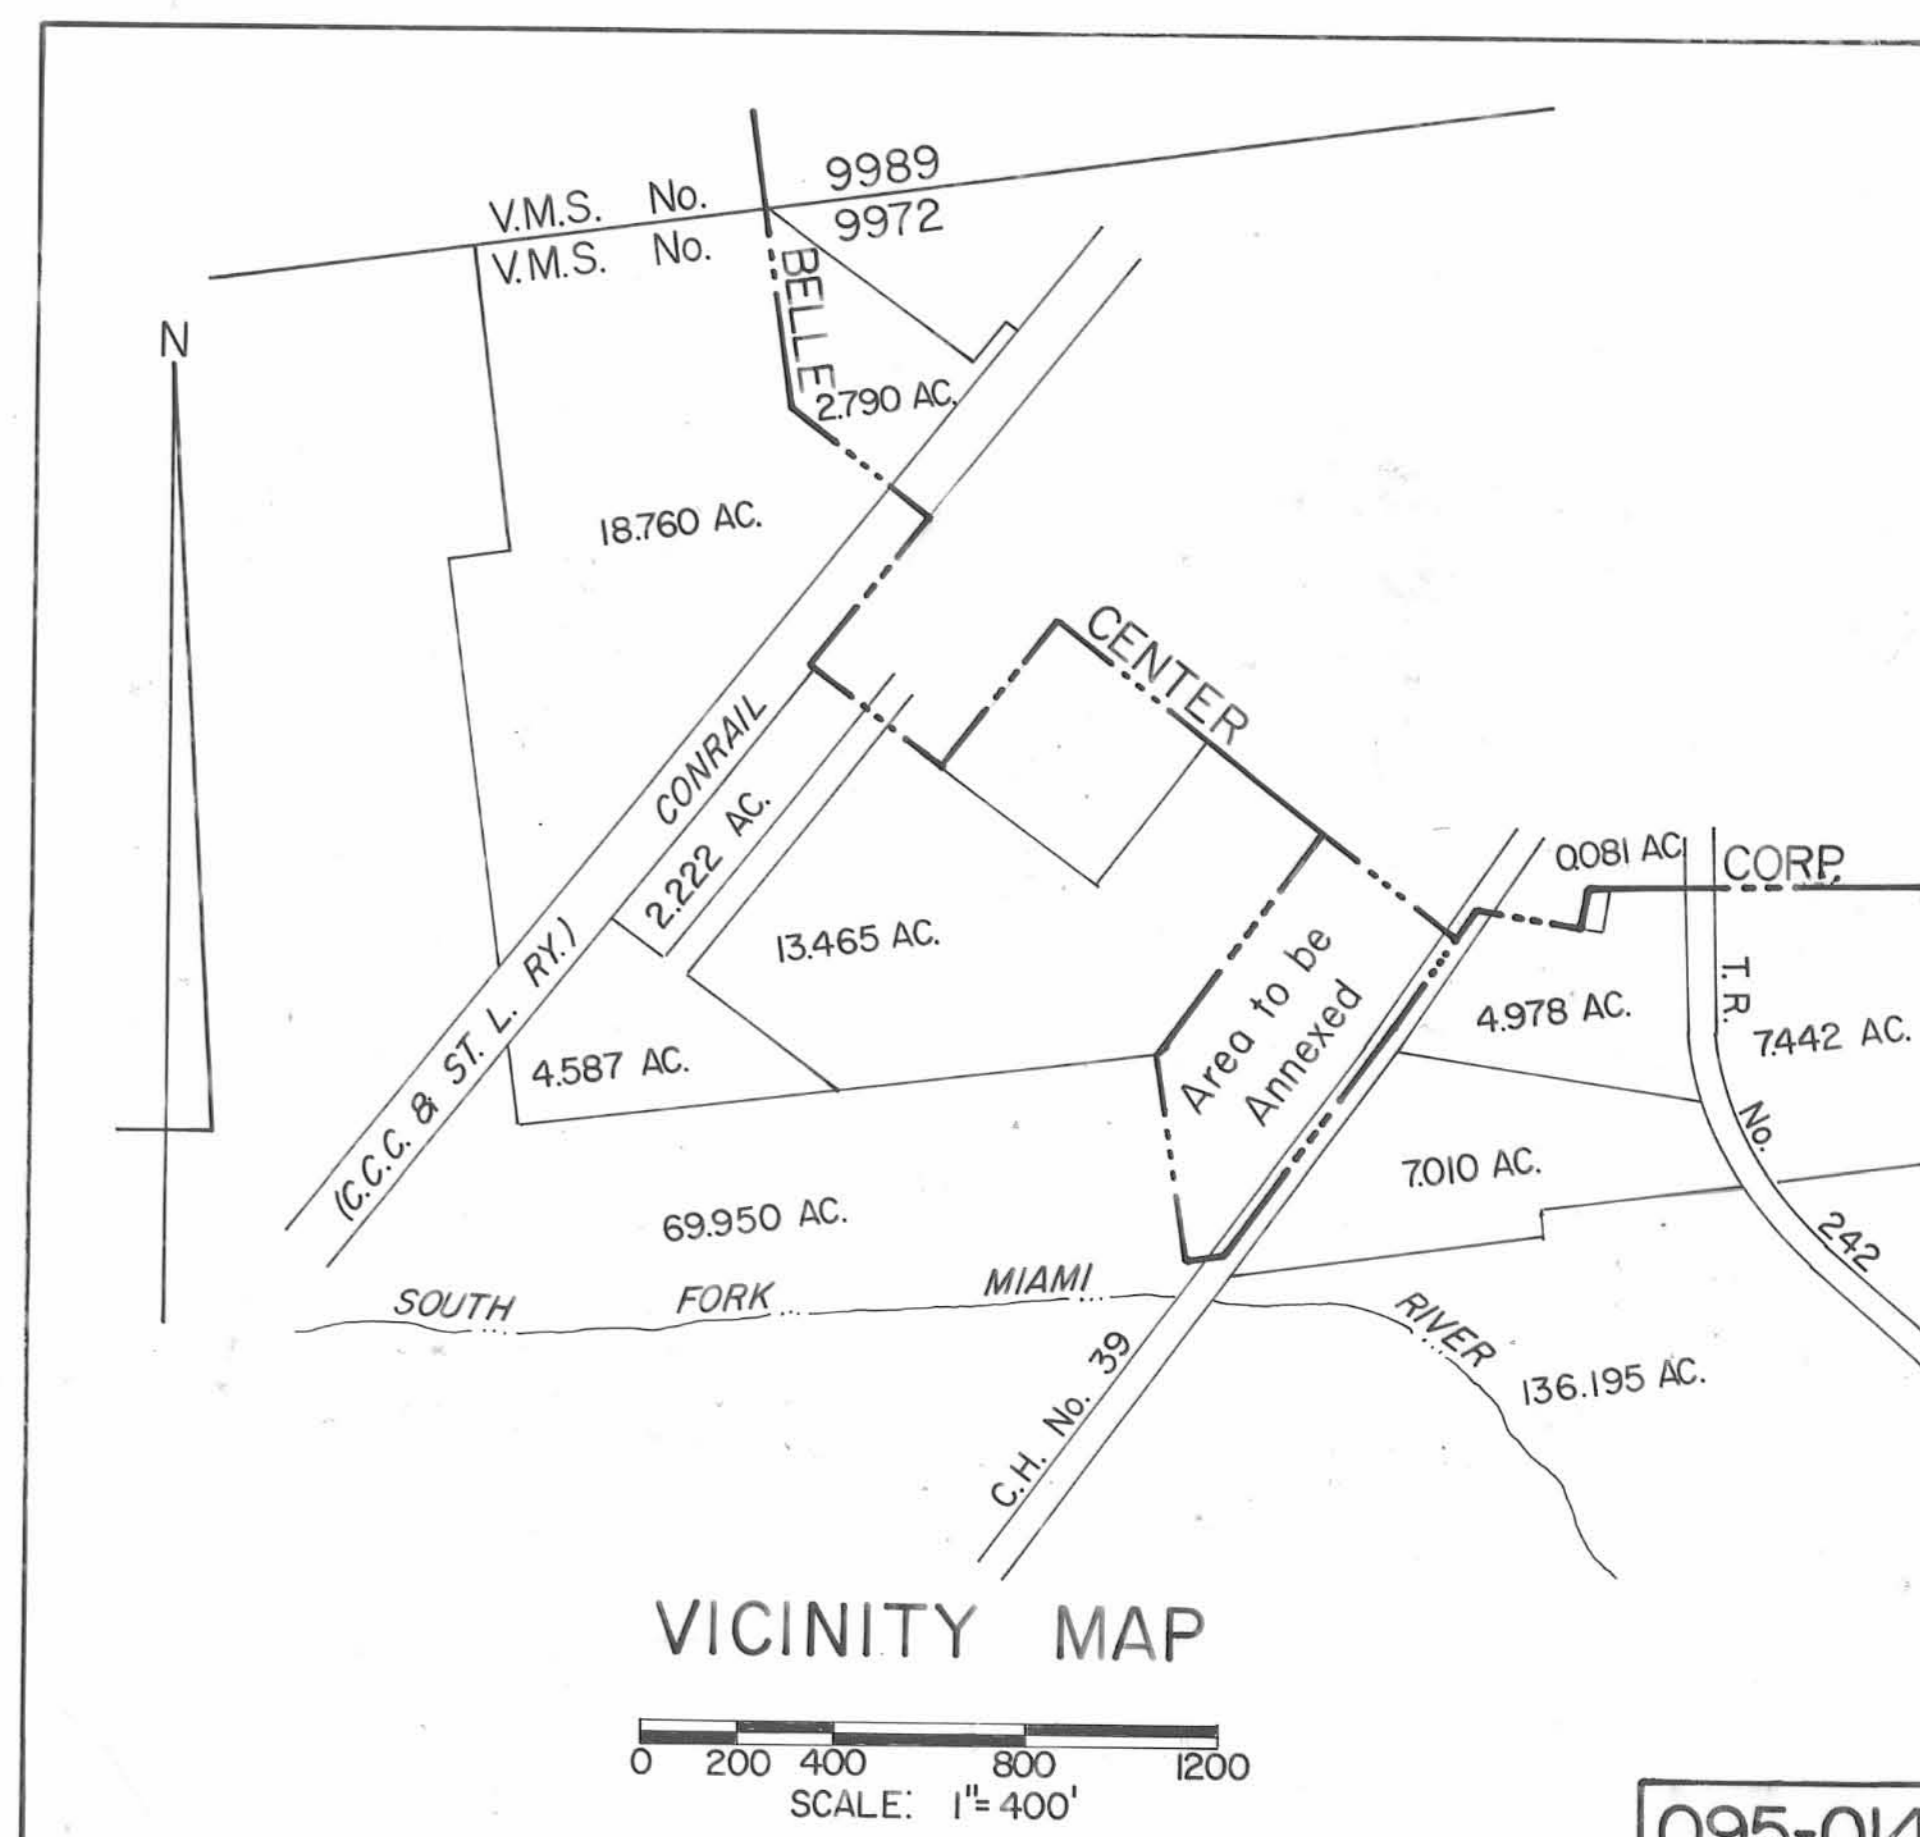 V.M.S. No. 9989
V.M.S. No. 9972
N
BELLE
2.790 AC.
18.760 AC.
CENTER
CONRAIL
(C.C.C. & ST. L. RY.)
2.222 AC.
0.081 AC
CORP.
13.465 AC.
Area to be
Annexed
4.978 AC.
T.R. No. 242
7.442 AC.
4.587 AC.
7.010 AC.
69.950 AC.
SOUTH FORK MIAMI RIVER
136.195 AC.
C.H. No. 39
VICINITY MAP
0 200 400 800 1200
SCALE: 1"=400'